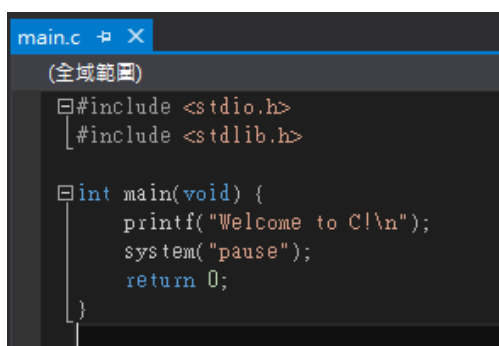 main.c
(全域範圍)
#include <stdio.h>
#include <stdlib.h>
int main(void) {
printf("Welcome to C!\n");
system("pause");
return 0;
}